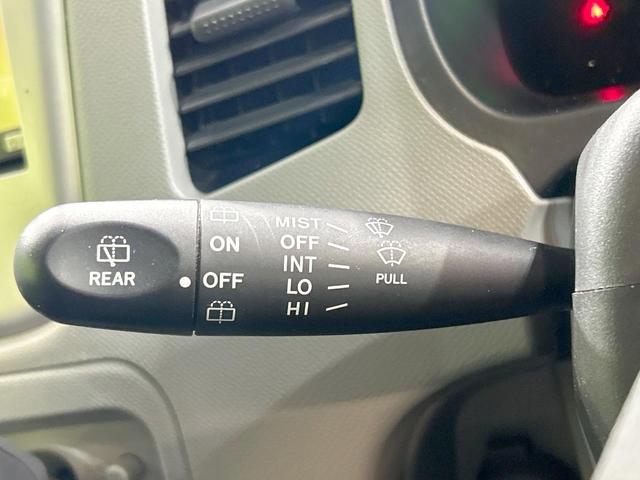 REAR
ON
OFF
MIST
OFF
INT
LO
HI
PULL